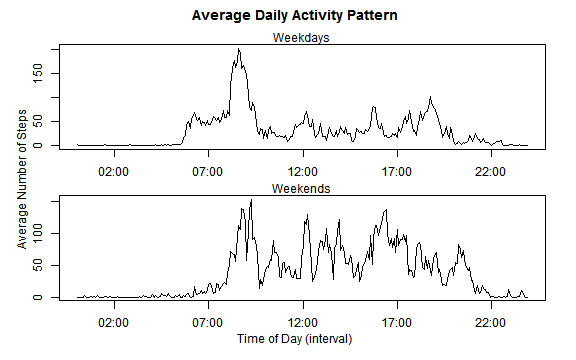 Average Daily Activity Pattern
Weekdays
150
50
0
02:00 07:00 12:00 17:00 22:00
Weekends
100
50
0
02:00 07:00 12:00 17:00 22:00
Average Number of Steps
Time of Day (interval)